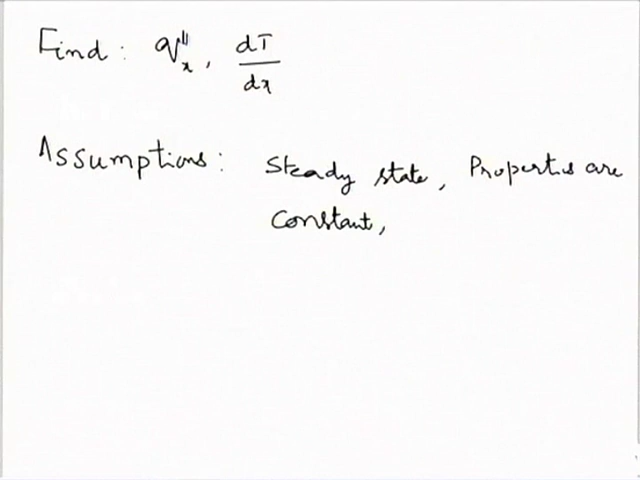 Find : q''x , dT/dx
Assumptions : Steady state, Properties are
Constant,